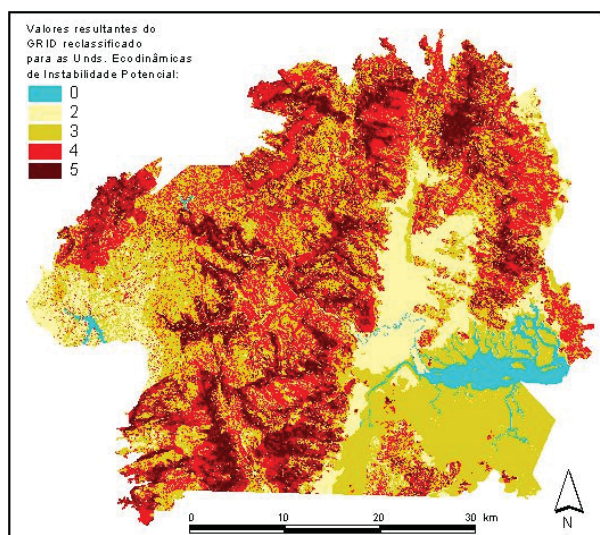 Valores resultantes do
GRID reclassificado
para as Unds. Ecodinâmicas
de Instabilidade Potencial:
0
2
3
4
5
0 10 20 30 km
N